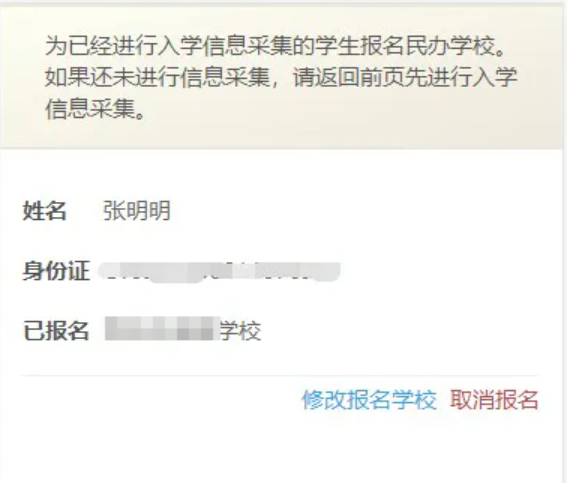 为已经进行入学信息采集的学生报名民办学校。
如果还未进行信息采集，请返回前页先进行入学
信息采集。
姓名 张明明
身份证
已报名 学校
修改报名学校 取消报名